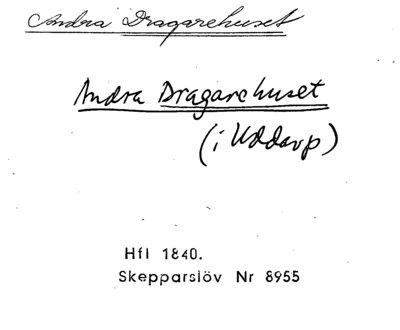 Andra Dragarehuset
Andra Dragarehuset
(i Uddarp)
Hfl 1840.
Skepparslöv Nr 8955